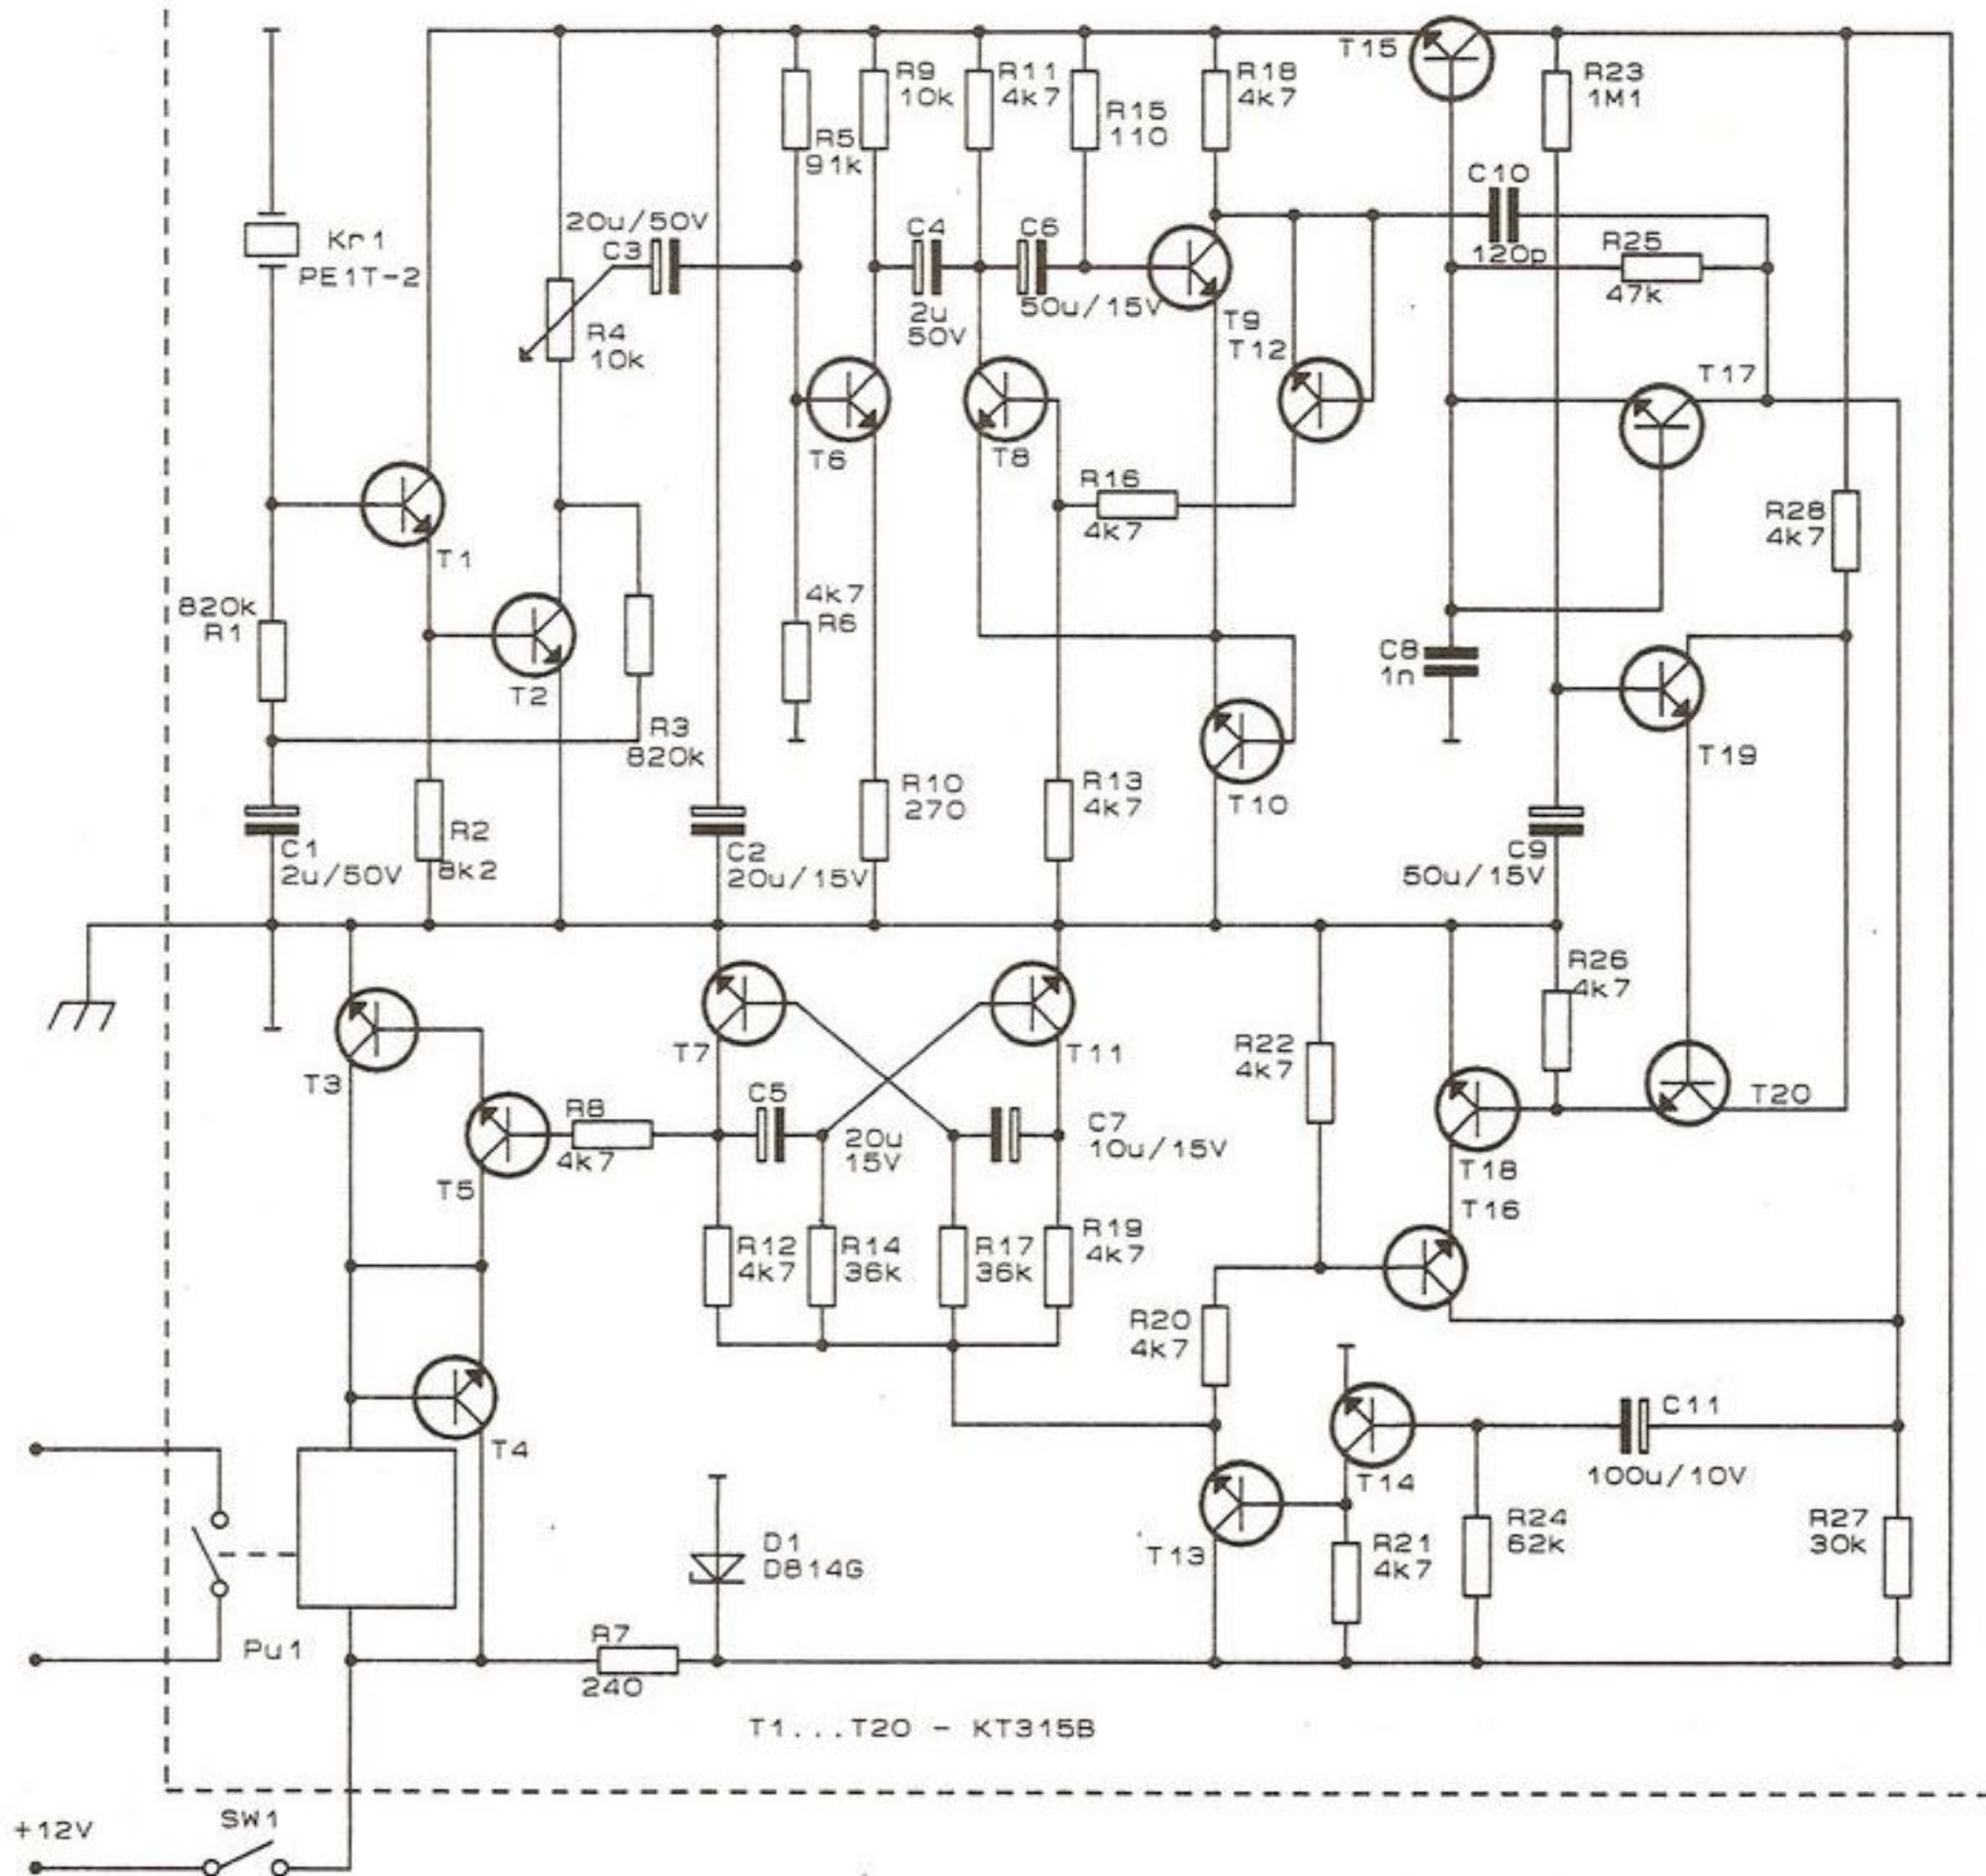 T15
R9
10k
R11
4k7
R18
4k7
R23
1M1
R15
110
R5
91k
C10
120p
Kr1
PE1T-2
20u/50V
C3
C4
2u
50V
C6
50u/15V
R25
47k
R4
10k
T9
T12
T17
T6
T8
R16
4k7
R28
4k7
T1
820k
R1
4k7
R6
T2
C8
1n
R3
820k
T19
R10
270
R13
4k7
T10
R2
8k2
C1
2u/50V
C2
20u/15V
C9
50u/15V
R26
4k7
T3
T7
T11
R22
4k7
T20
C5
20u
15V
C7
10u/15V
R8
4k7
T5
T18
T16
R12
4k7
R14
36k
R17
36k
R19
4k7
R20
4k7
T4
T14
C11
100u/10V
D1
D814G
T13
R21
4k7
R24
62k
R27
30k
Pu1
R7
240
T1...T20 - KT315B
SW1
+12V